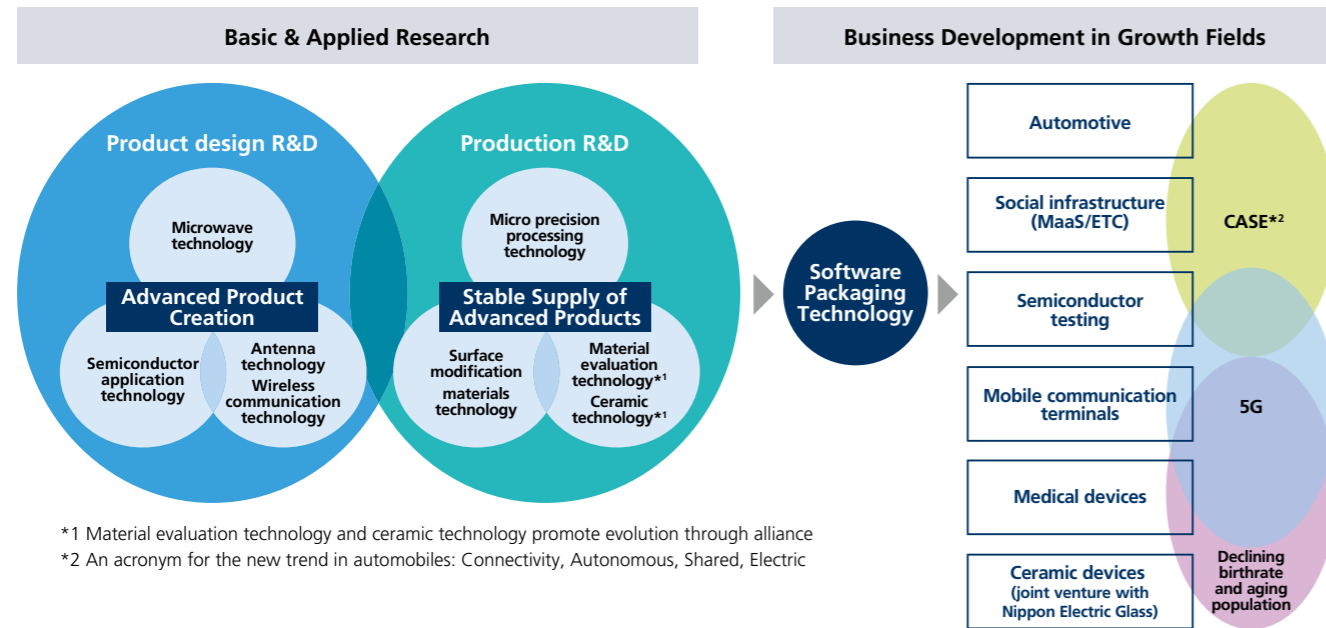 Basic & Applied Research
Business Development in Growth Fields
Product design R&D
Microwave
technology
Advanced Product
Creation
Semiconductor
application
technology
Antenna
technology
Wireless
communication
technology
Production R&D
Micro precision
processing
technology
Stable Supply of
Advanced Products
Surface
modification
materials
technology
Material
evaluation
technology*1
Ceramic
technology*1
Software
Packaging
Technology
Automotive
Social infrastructure
(MaaS/ETC)
Semiconductor
testing
Mobile communication
terminals
Medical devices
Ceramic devices
(joint venture with
Nippon Electric Glass)
CASE*2
5G
Declining
birthrate
and aging
population
*1 Material evaluation technology and ceramic technology promote evolution through alliance
*2 An acronym for the new trend in automobiles: Connectivity, Autonomous, Shared, Electric